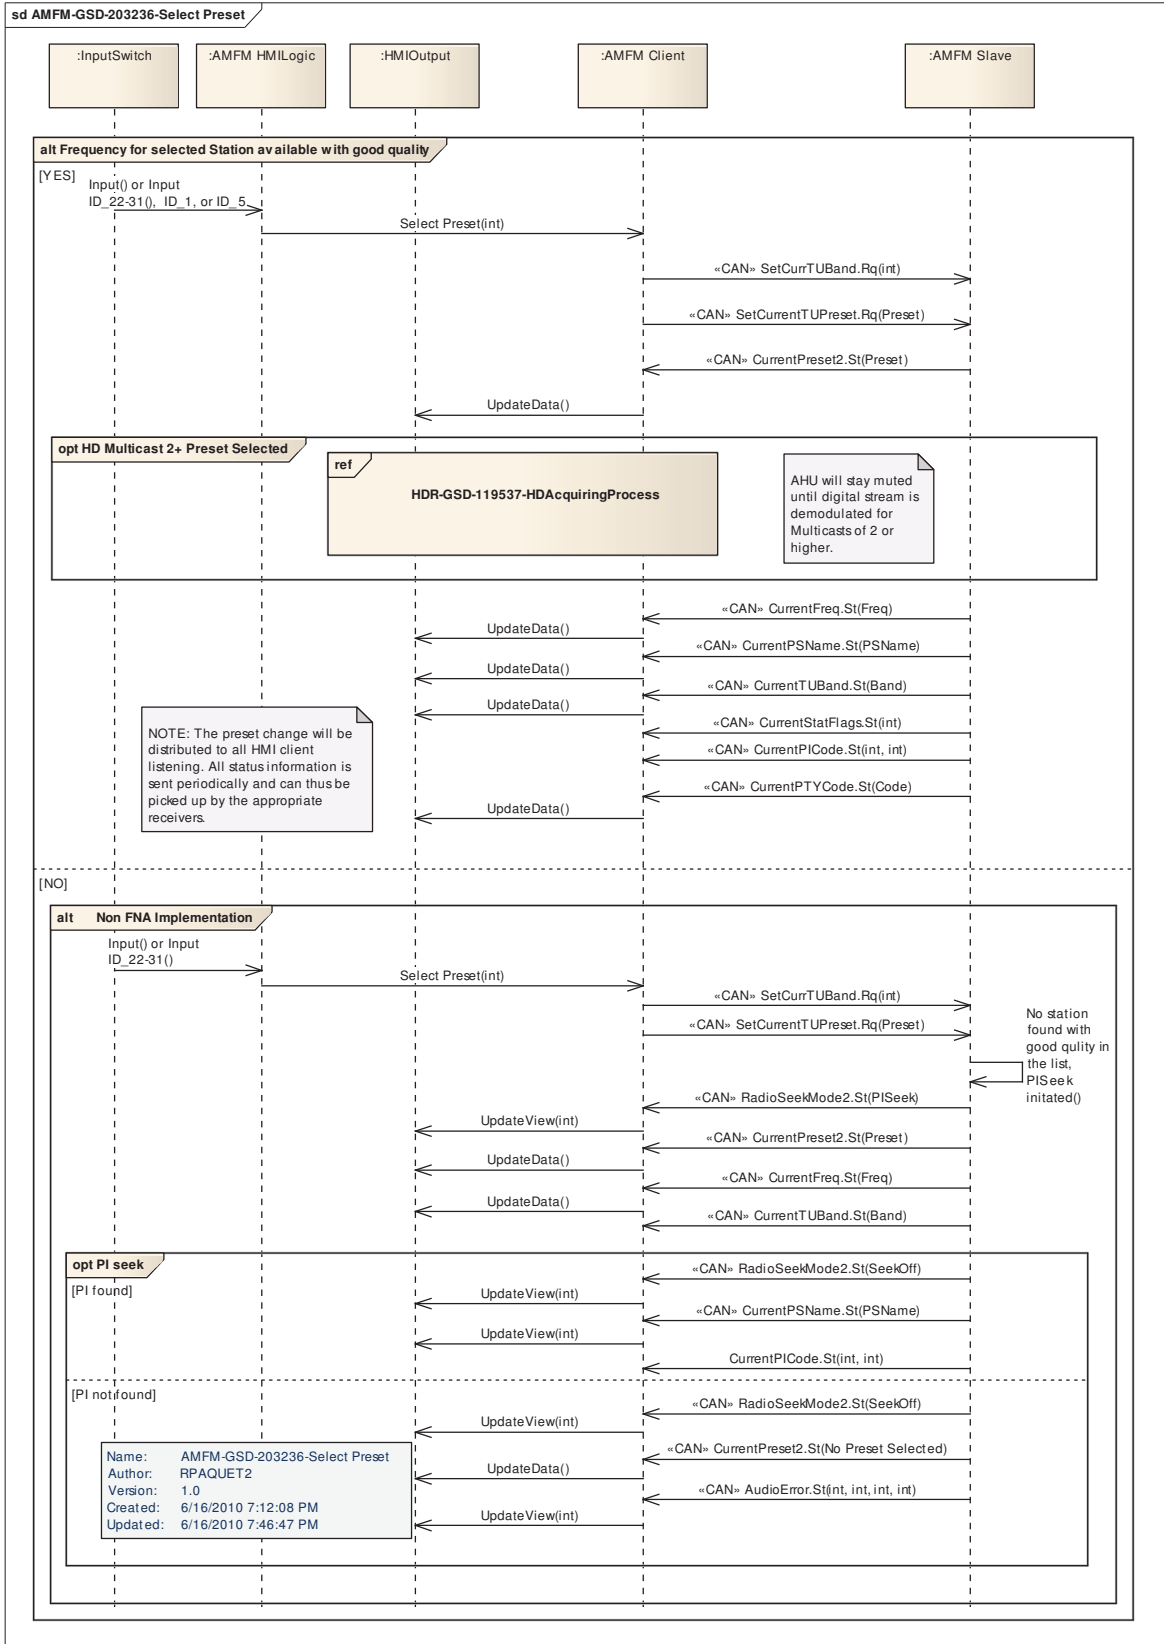 sd AMFM-GSD-203236-Select Preset
:InputSwitch
:AMFM HMILogic
:HMIOutput
:AMFM Client
:AMFM Slave
alt Frequency for selected Station available with good quality
[YES]
Input() or Input
ID_22-31(), ID_1, or ID_5
Select Preset(int)
«CAN» SetCurrTUBand.Rq(int)
«CAN» SetCurrentTUPreset.Rq(Preset)
«CAN» CurrentPreset2.St(Preset)
UpdateData()
opt HD Multicast 2+ Preset Selected
ref
HDR-GSD-119537-HDAcquiringProcess
AHU will stay muted
until digital stream is
demodulated for
Multicasts of 2 or
higher.
«CAN» CurrentFreq.St(Freq)
UpdateData()
«CAN» CurrentPSName.St(PSName)
UpdateData()
«CAN» CurrentTUBand.St(Band)
UpdateData()
«CAN» CurrentStatFlags.St(int)
«CAN» CurrentPICode.St(int, int)
«CAN» CurrentPTYCode.St(Code)
UpdateData()
NOTE: The preset change will be
distributed to all HMI client
listening. All status information is
sent periodically and can thus be
picked up by the appropriate
receivers.
[NO]
alt Non FNA Implementation
Input() or Input
ID_22-31()
Select Preset(int)
«CAN» SetCurrTUBand.Rq(int)
«CAN» SetCurrentTUPreset.Rq(Preset)
No station
found with
good qulity in
the list,
PISeek
initated()
«CAN» RadioSeekMode2.St(PISeek)
UpdateView(int)
«CAN» CurrentPreset2.St(Preset)
UpdateData()
«CAN» CurrentFreq.St(Freq)
UpdateData()
«CAN» CurrentTUBand.St(Band)
opt PI seek
[PI found]
«CAN» RadioSeekMode2.St(SeekOff)
UpdateView(int)
«CAN» CurrentPSName.St(PSName)
UpdateView(int)
CurrentPICode.St(int, int)
[PI not found]
«CAN» RadioSeekMode2.St(SeekOff)
UpdateView(int)
«CAN» CurrentPreset2.St(No Preset Selected)
UpdateData()
«CAN» AudioError.St(int, int, int, int)
UpdateView(int)
Name: AMFM-GSD-203236-Select Preset
Author: RPAQUET2
Version: 1.0
Created: 6/16/2010 7:12:08 PM
Updated: 6/16/2010 7:46:47 PM